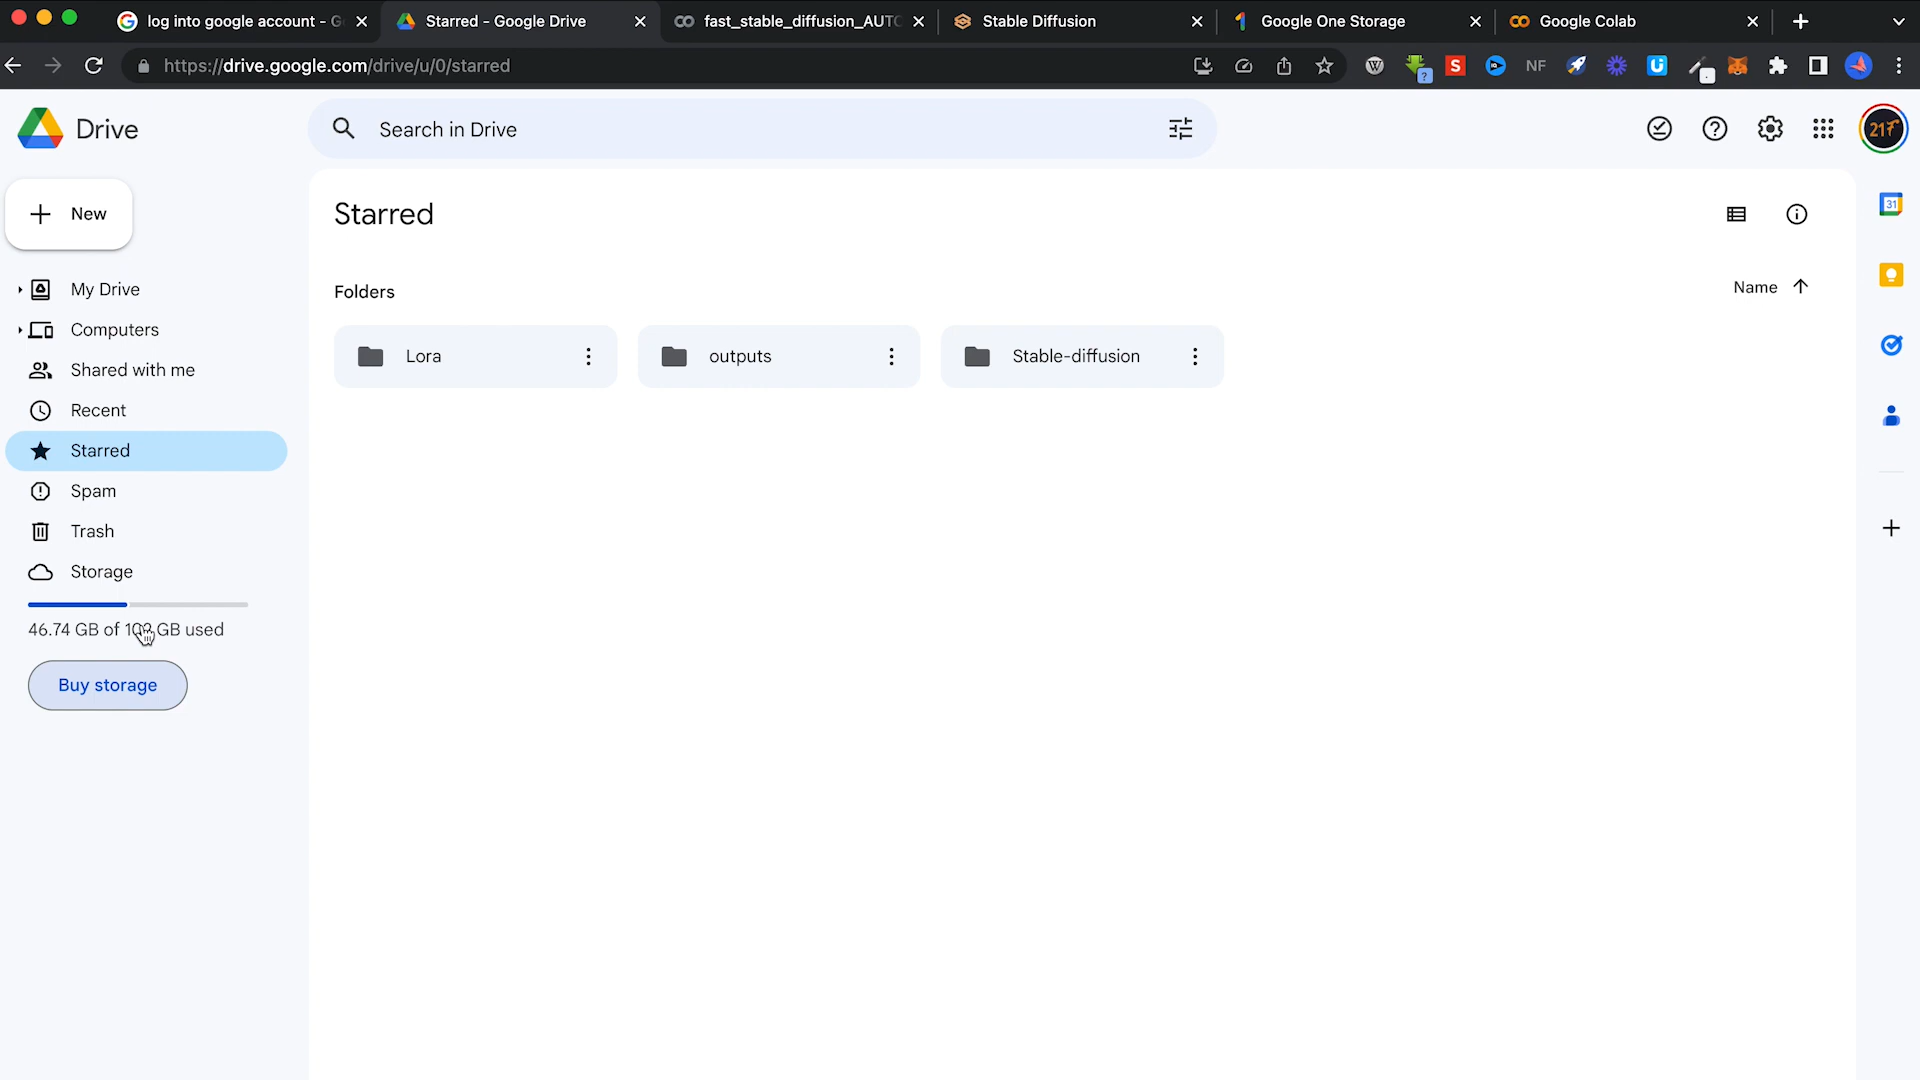 log into google account - G
Starred - Google Drive
fast_stable_diffusion_AUTO
Stable Diffusion
Google One Storage
Google Colab
https://drive.google.com/drive/u/0/starred
?
S
NF
Drive
Search in Drive
217
New
Starred
31
My Drive
Folders
Name
Computers
Lora
outputs
Stable-diffusion
Shared with me
Recent
Starred
Spam
Trash
Storage
46.74 GB of GB used
Buy storage